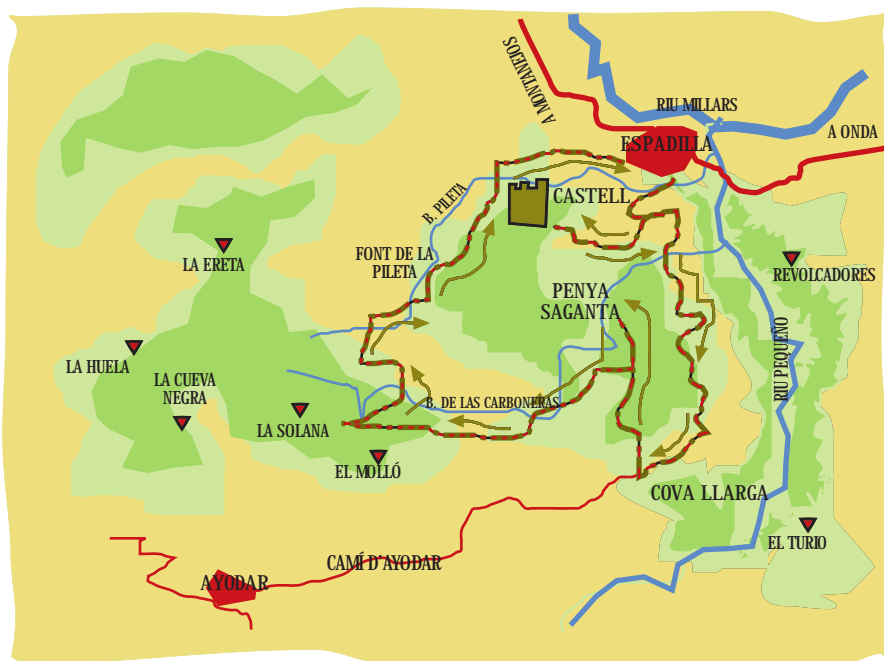 A MONTANEJOS
RIU MILLARS
A ONDA
ESPADILLA
B. PILETA
CASTELL
LA ERETA
FONT DE LA
PILETA
REVOLCADORES
PENYA
SAGANTA
RIU PEQUEÑO
LA HUELA
LA CUEVA
NEGRA
B. DE LAS CARBONERAS
LA SOLANA
EL MOLLÓ
COVA LLARGA
EL TURIO
CAMÍ D'AYODAR
AYODAR